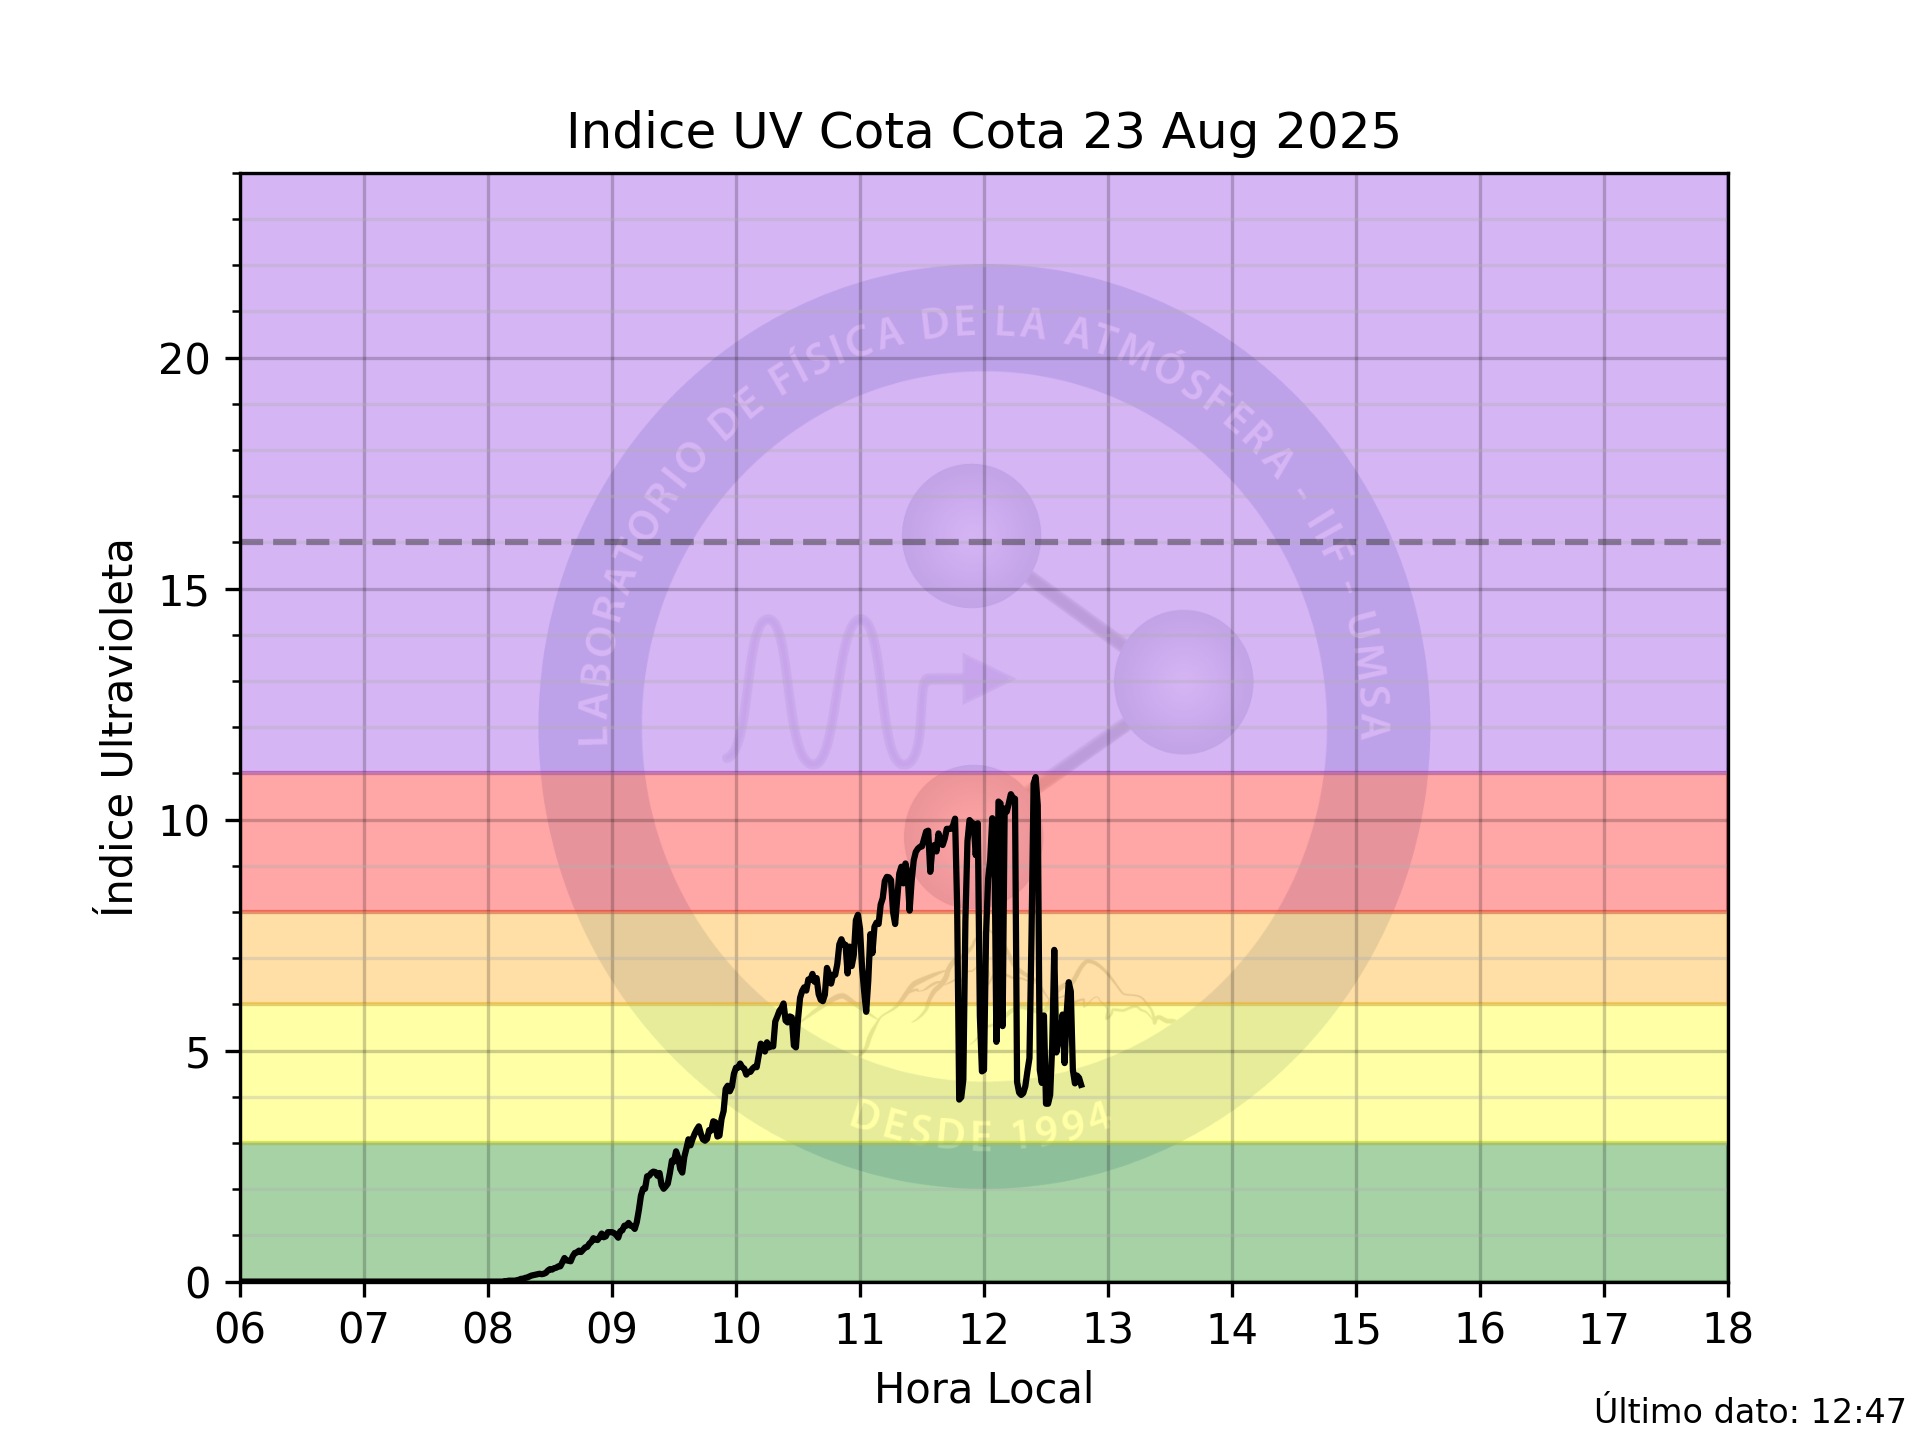 Indice UV Cota Cota 23 Aug 2025
LABORATORIO DE FÍSICA DE LA ATMÓSFERA - IIF - UMSA
DESDE 1994
Índice Ultravioleta
20
15
10
5
0
06 07 08 09 10 11 12 13 14 15 16 17 18
Hora Local
Último dato: 12:47